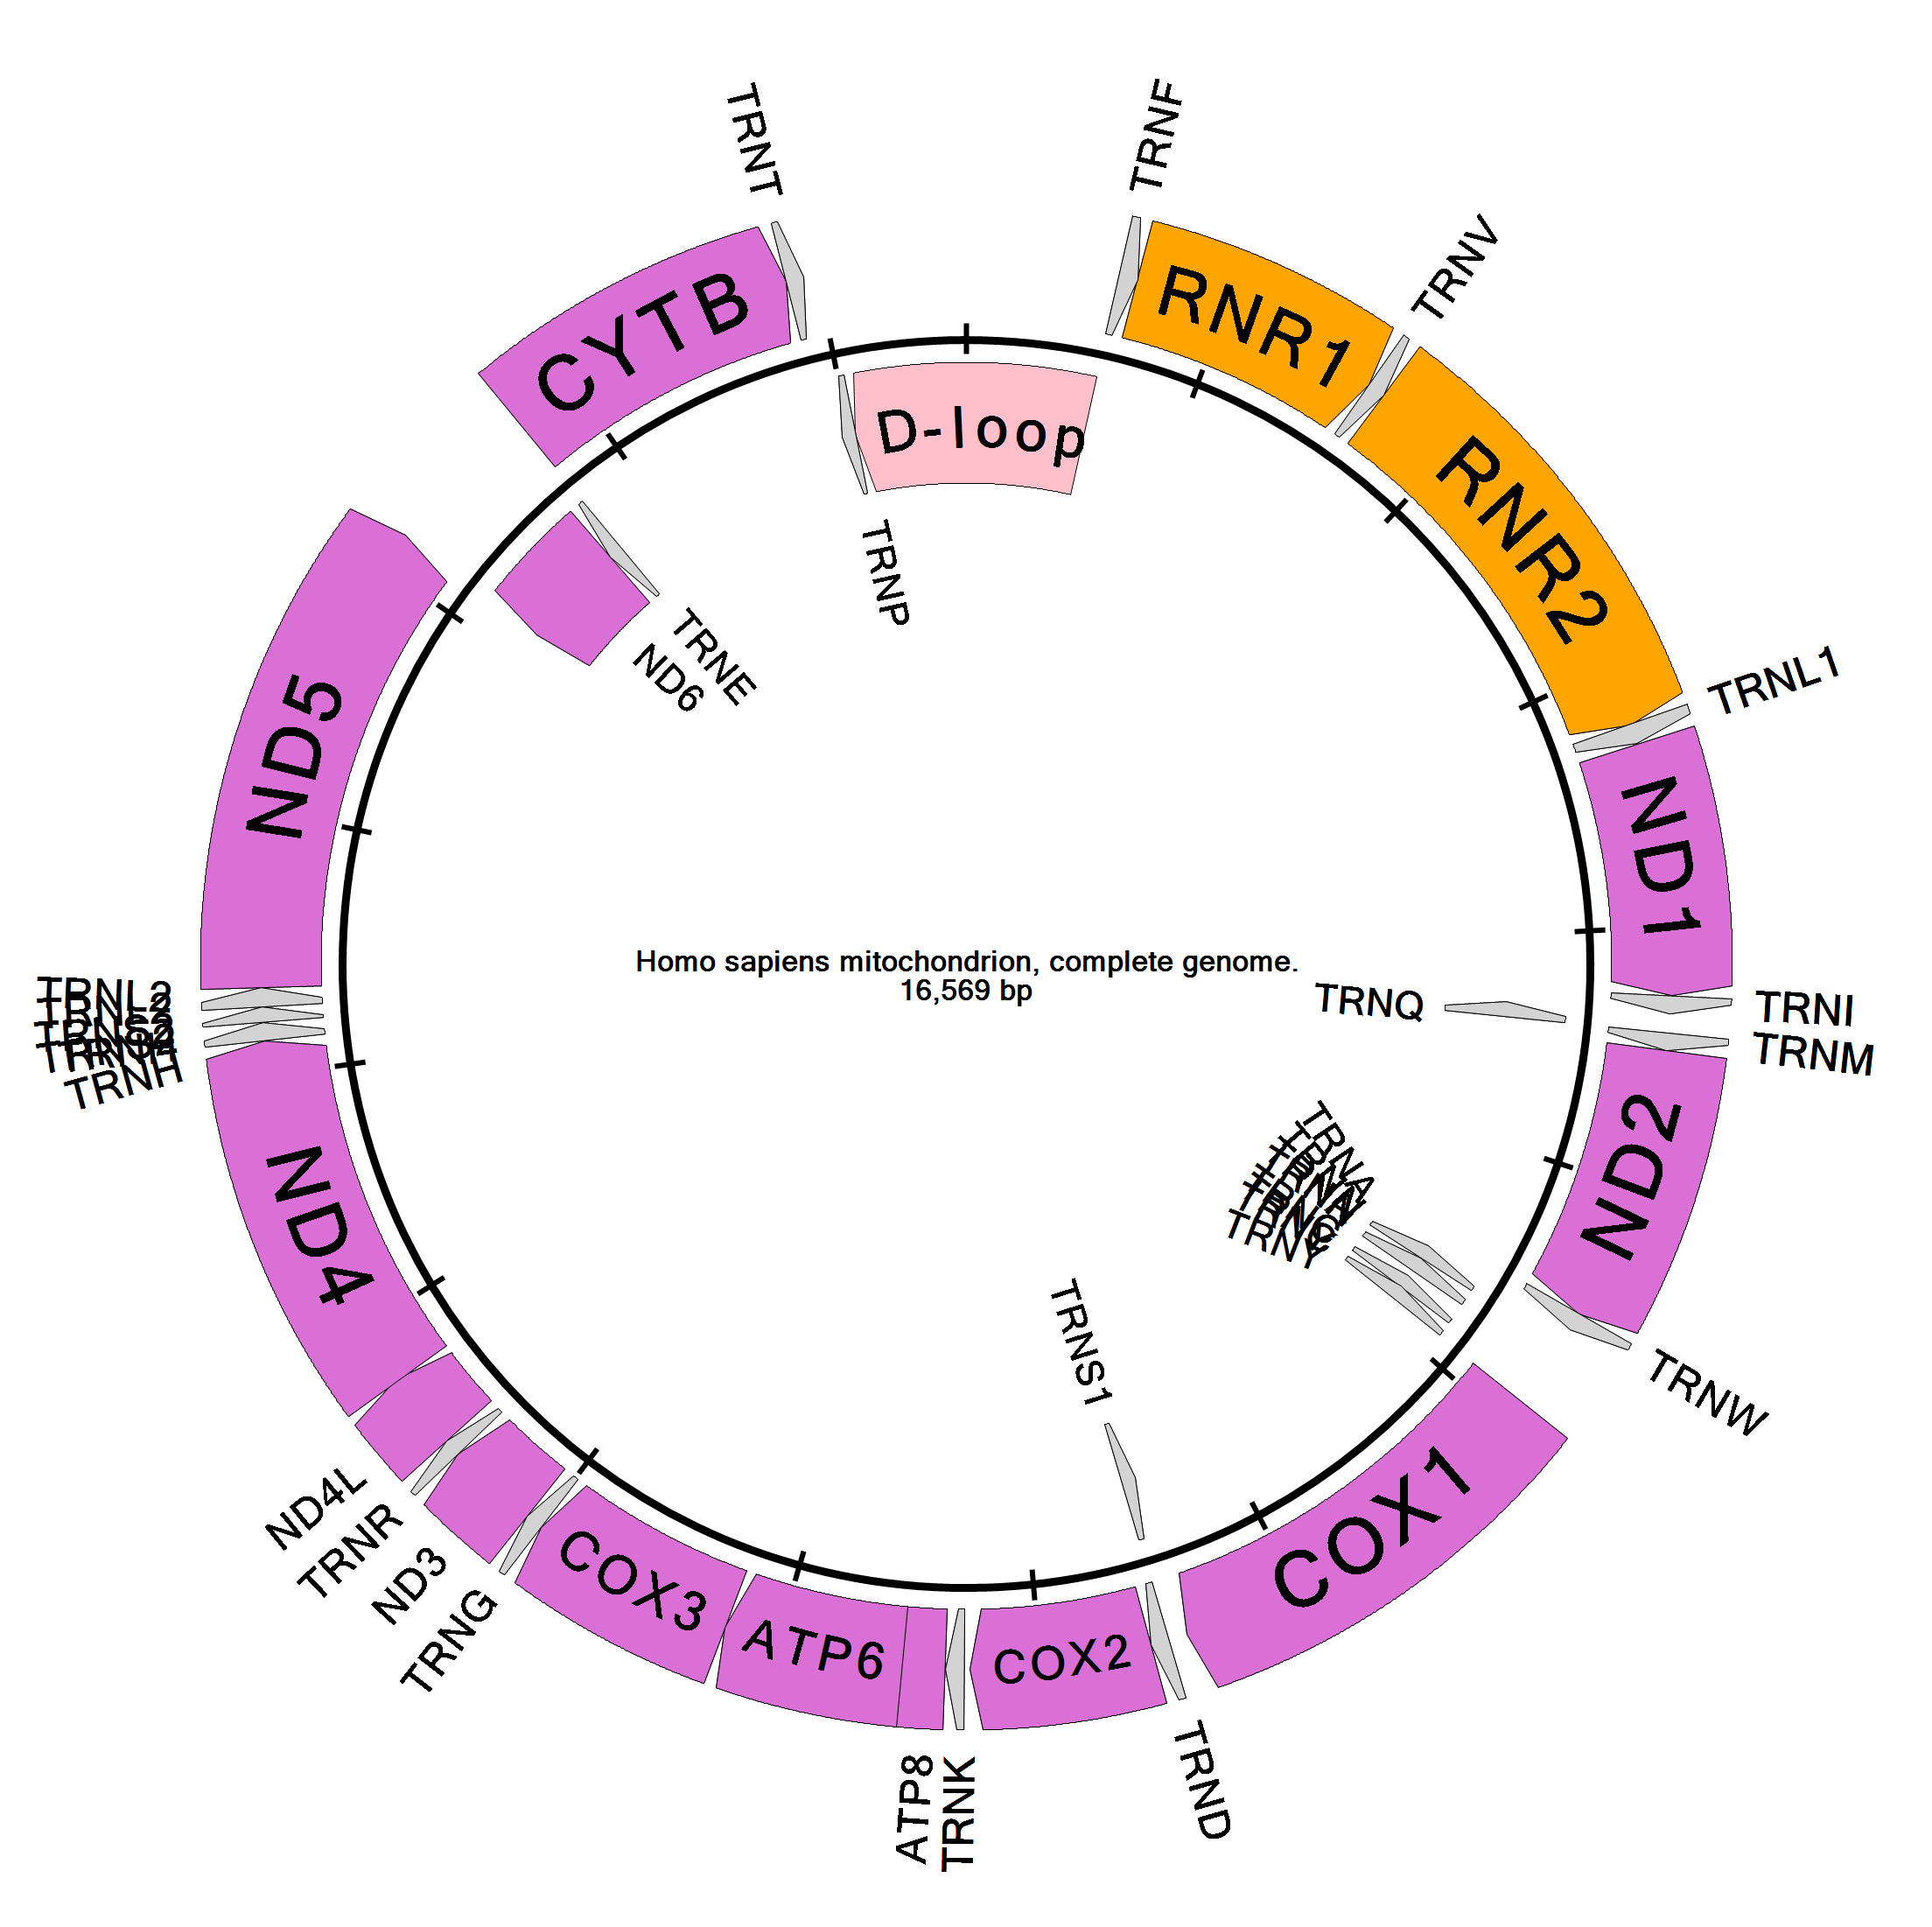 TRNT
TRNF
CYTB
D-loop
RNR1
TRNV
RNR2
TRNP
TRNE
ND6
TRNL1
ND5
ND1
Homo sapiens mitochondrion, complete genome.
16,569 bp
TRNQ
TRNI
TRNM
TRNL2
TRNH
ND2
TRNA
TRNY
ND4
TRNS1
TRNW
COX1
ND4L
TRNR
ND3
TRNG
COX3
ATP6
COX2
ATP8
TRNK
TRND